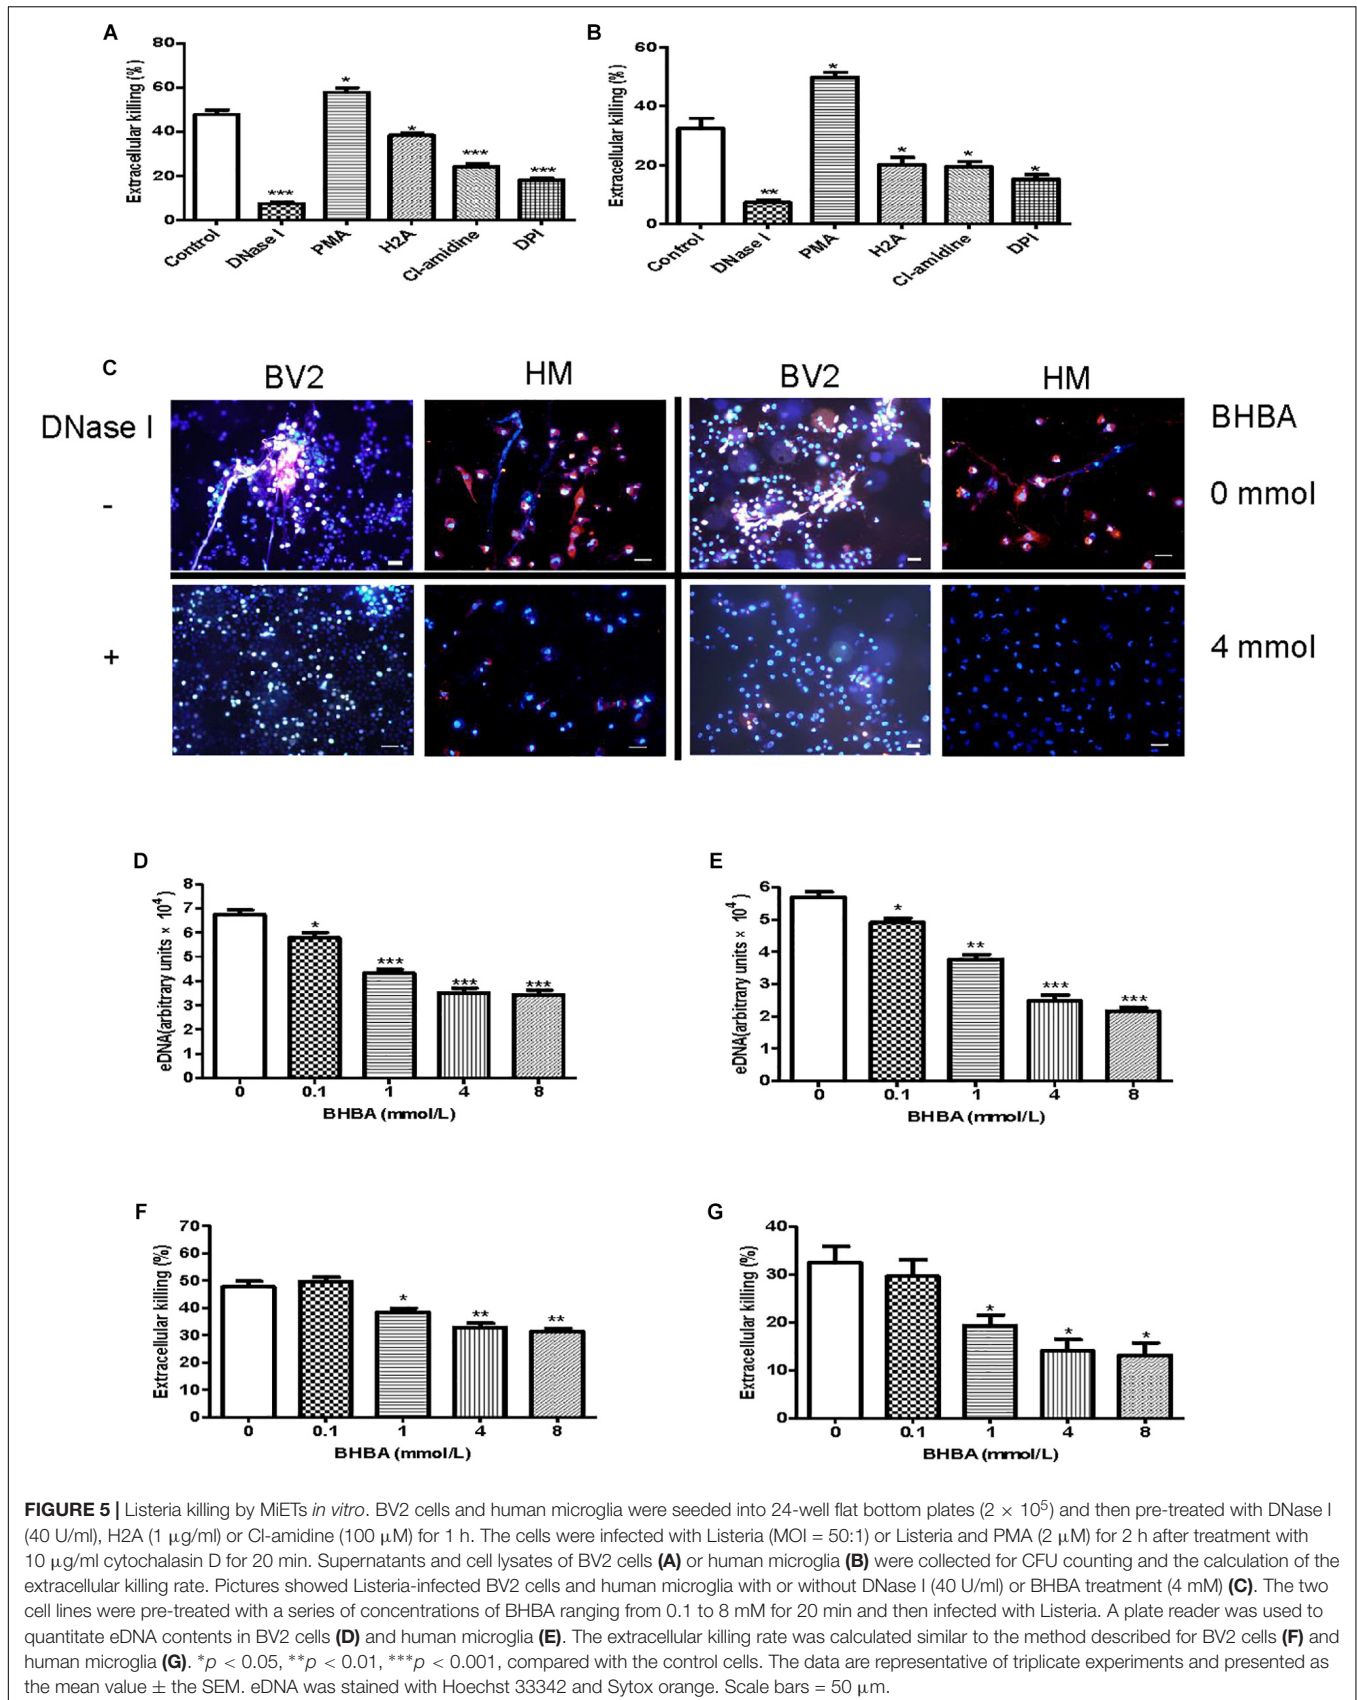 A
B
80
60
40
20
0
Extracellular killing (%)
*
*
***
***
***
Control
DNase I
PMA
H2A
Cl-amidine
DPI
60
40
20
0
Extracellular killing (%)
*
**
*
*
*
Control
DNase I
PMA
H2A
Cl-amidine
DPI
C
BV2 HM BV2 HM
DNase I
BHBA
-
0 mmol
+
4 mmol
D
8
7
6
5
4
3
2
1
0
eDNA(arbitrary units × 10⁴)
*
***
***
***
0 0.1 1 4 8
BHBA (mmol/L)
E
6
5
4
3
2
1
0
eDNA(arbitrary units × 10⁴)
*
**
***
***
0 0.1 1 4 8
BHBA (mmol/L)
F
70
60
50
40
30
20
10
0
Extracellular killing (%)
*
**
**
0 0.1 1 4 8
BHBA (mmol/L)
G
40
30
20
10
0
Extracellular killing (%)
*
*
*
0 0.1 1 4 8
BHBA (mmol/L)
FIGURE 5 | Listeria killing by MiETs in vitro. BV2 cells and human microglia were seeded into 24-well flat bottom plates (2 × 10⁵) and then pre-treated with DNase I
(40 U/ml), H2A (1 μg/ml) or Cl-amidine (100 μM) for 1 h. The cells were infected with Listeria (MOI = 50:1) or Listeria and PMA (2 μM) for 2 h after treatment with
10 μg/ml cytochalasin D for 20 min. Supernatants and cell lysates of BV2 cells (A) or human microglia (B) were collected for CFU counting and the calculation of the
extracellular killing rate. Pictures showed Listeria-infected BV2 cells and human microglia with or without DNase I (40 U/ml) or BHBA treatment (4 mM) (C). The two
cell lines were pre-treated with a series of concentrations of BHBA ranging from 0.1 to 8 mM for 20 min and then infected with Listeria. A plate reader was used to
quantitate eDNA contents in BV2 cells (D) and human microglia (E). The extracellular killing rate was calculated similar to the method described for BV2 cells (F) and
human microglia (G). *p < 0.05, **p < 0.01, ***p < 0.001, compared with the control cells. The data are representative of triplicate experiments and presented as
the mean value ± the SEM. eDNA was stained with Hoechst 33342 and Sytox orange. Scale bars = 50 μm.